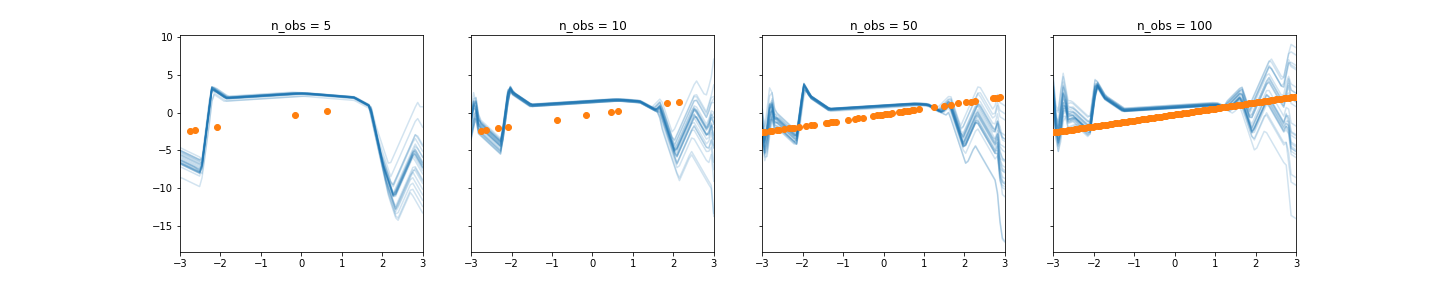 n_obs = 5
n_obs = 10
n_obs = 50
n_obs = 100
10
5
0
−5
−10
−15
−3 −2 −1 0 1 2 3
−3 −2 −1 0 1 2 3
−3 −2 −1 0 1 2 3
−3 −2 −1 0 1 2 3